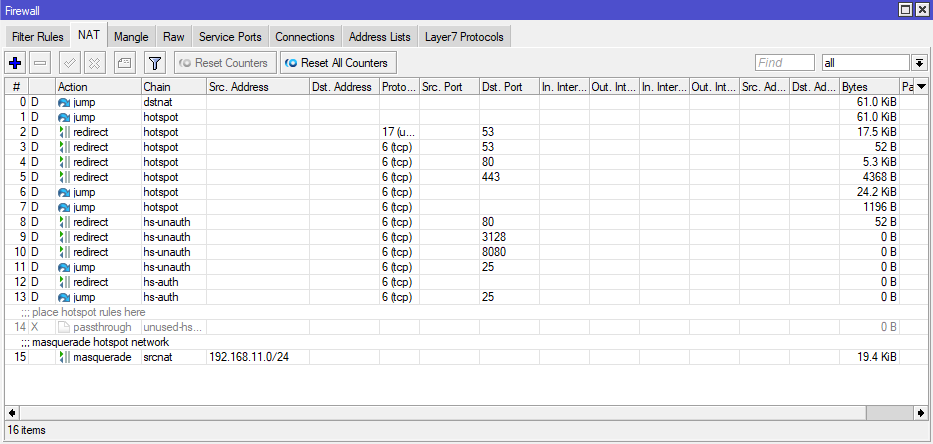 Firewall
Filter Rules NAT Mangle Raw Service Ports Connections Address Lists Layer7 Protocols
Reset Counters Reset All Counters Find all
# Action Chain Src. Address Dst. Address Proto... Src. Port Dst. Port In. Inter... Out. Int... In. Inter... Out. Int... Src. Ad... Dst. Ad... Bytes Pa
0 D jump dstnat 61.0 KiB
1 D jump hotspot 61.0 KiB
2 D redirect hotspot 17 (u... 53 17.5 KiB
3 D redirect hotspot 6 (tcp) 53 52 B
4 D redirect hotspot 6 (tcp) 80 5.3 KiB
5 D redirect hotspot 6 (tcp) 443 4368 B
6 D jump hotspot 6 (tcp) 24.2 KiB
7 D jump hotspot 6 (tcp) 1196 B
8 D redirect hs-unauth 6 (tcp) 80 52 B
9 D redirect hs-unauth 6 (tcp) 3128 0 B
10 D redirect hs-unauth 6 (tcp) 8080 0 B
11 D jump hs-unauth 6 (tcp) 25 0 B
12 D redirect hs-auth 6 (tcp) 0 B
13 D jump hs-auth 6 (tcp) 25 0 B
;;; place hotspot rules here
14 X passthrough unused-hs... 0 B
;;; masquerade hotspot network
15 masquerade srcnat 192.168.11.0/24 19.4 KiB
16 items